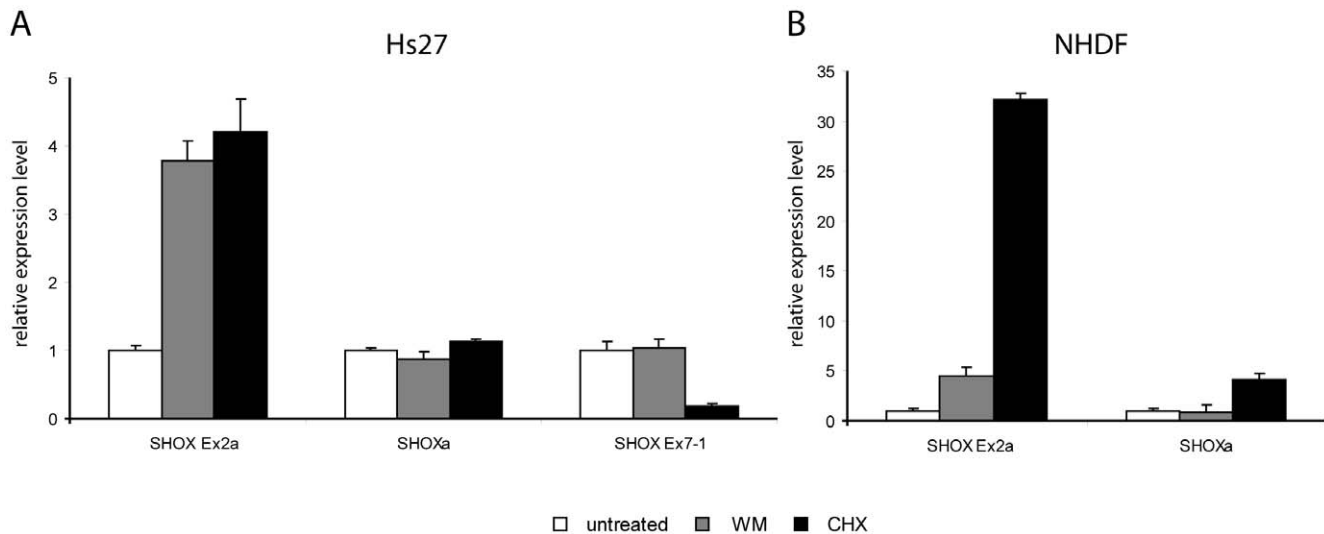 A
Hs27
relative expression level
5
4
3
2
1
0
SHOX Ex2a
SHOXa
SHOX Ex7-1
B
NHDF
relative expression level
35
30
25
20
15
10
5
0
SHOX Ex2a
SHOXa
untreated WM CHX